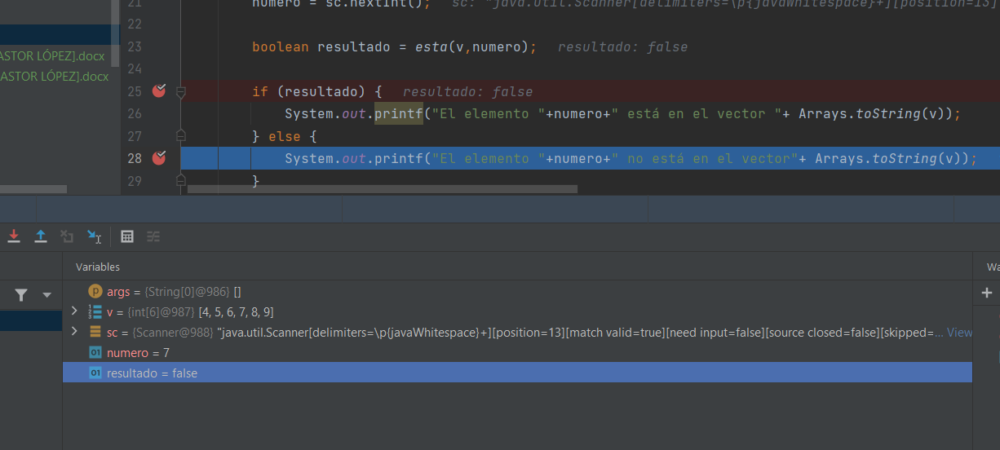 21 numero = sc.nextInt(); sc: "java.util.Scanner[delimiters=\p{javaWhitespace}+][position=13]
22
23 boolean resultado = esta(v,numero); resultado: false
ASTOR LÓPEZ].docx
24
ASTOR LÓPEZ].docx
25 if (resultado) { resultado: false
26 System.out.printf("El elemento "+numero+" está en el vector "+ Arrays.toString(v));
27 } else {
28 System.out.printf("El elemento "+numero+" no está en el vector"+ Arrays.toString(v));
29 }
Variables
Wa
args = {String[0]@986} []
v = {int[6]@987} [4, 5, 6, 7, 8, 9]
sc = {Scanner@988} "java.util.Scanner[delimiters=\p{javaWhitespace}+][position=13][match valid=true][need input=false][source closed=false][skipped=... View
numero = 7
resultado = false